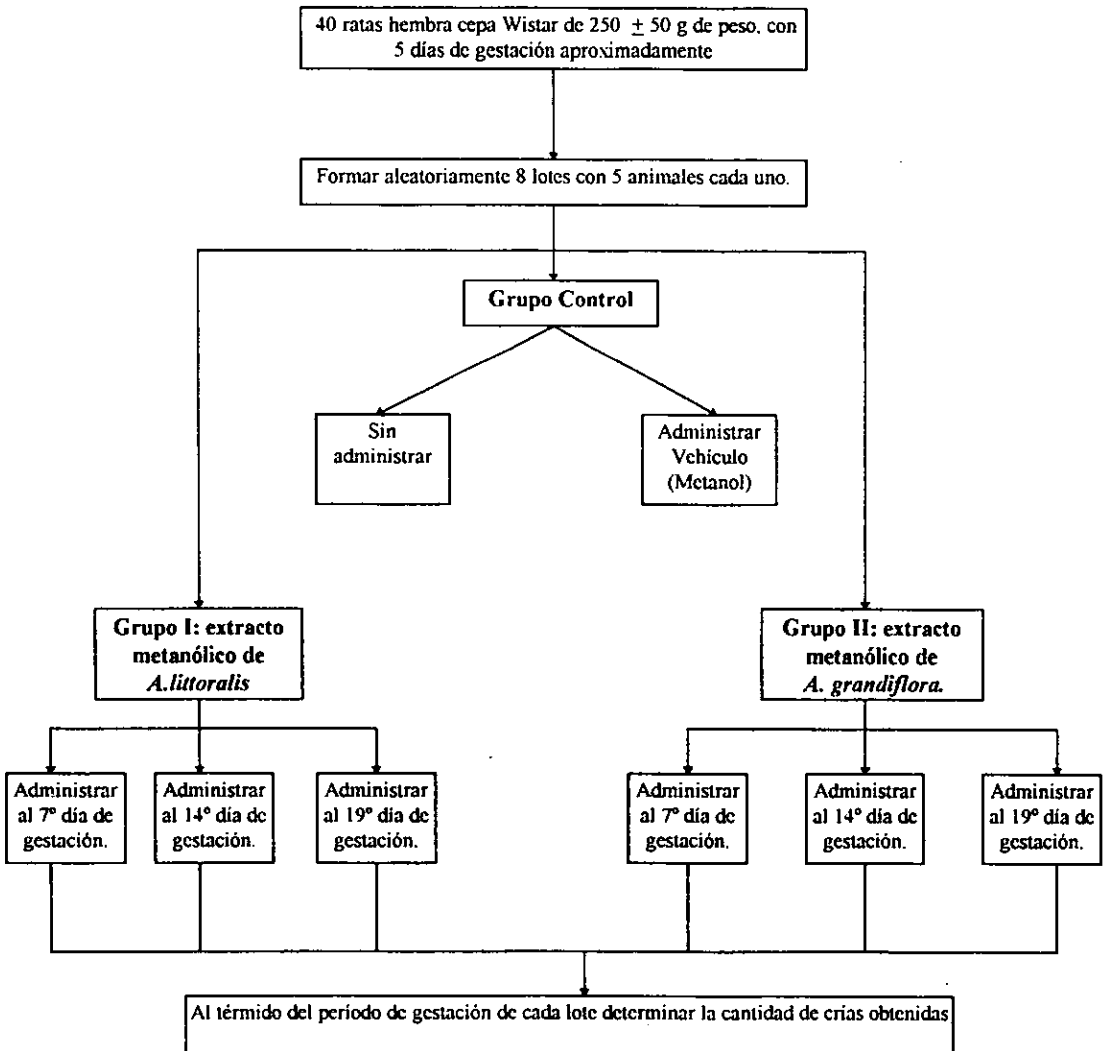 40 ratas hembra cepa Wistar de 250 ± 50 g de peso, con
5 días de gestación aproximadamente
Formar aleatoriamente 8 lotes con 5 animales cada uno.
Grupo Control
Sin
administrar
Administrar
Vehículo
(Metanol)
Grupo I: extracto
metanólico de
A.littoralis
Grupo II: extracto
metanólico de
A. grandiflora.
Administrar
al 7º día de
gestación.
Administrar
al 14º día de
gestación.
Administrar
al 19º día de
gestación.
Administrar
al 7º día de
gestación.
Administrar
al 14º día de
gestación.
Administrar
al 19º día de
gestación.
Al térmido del período de gestación de cada lote determinar la cantidad de crías obtenidas